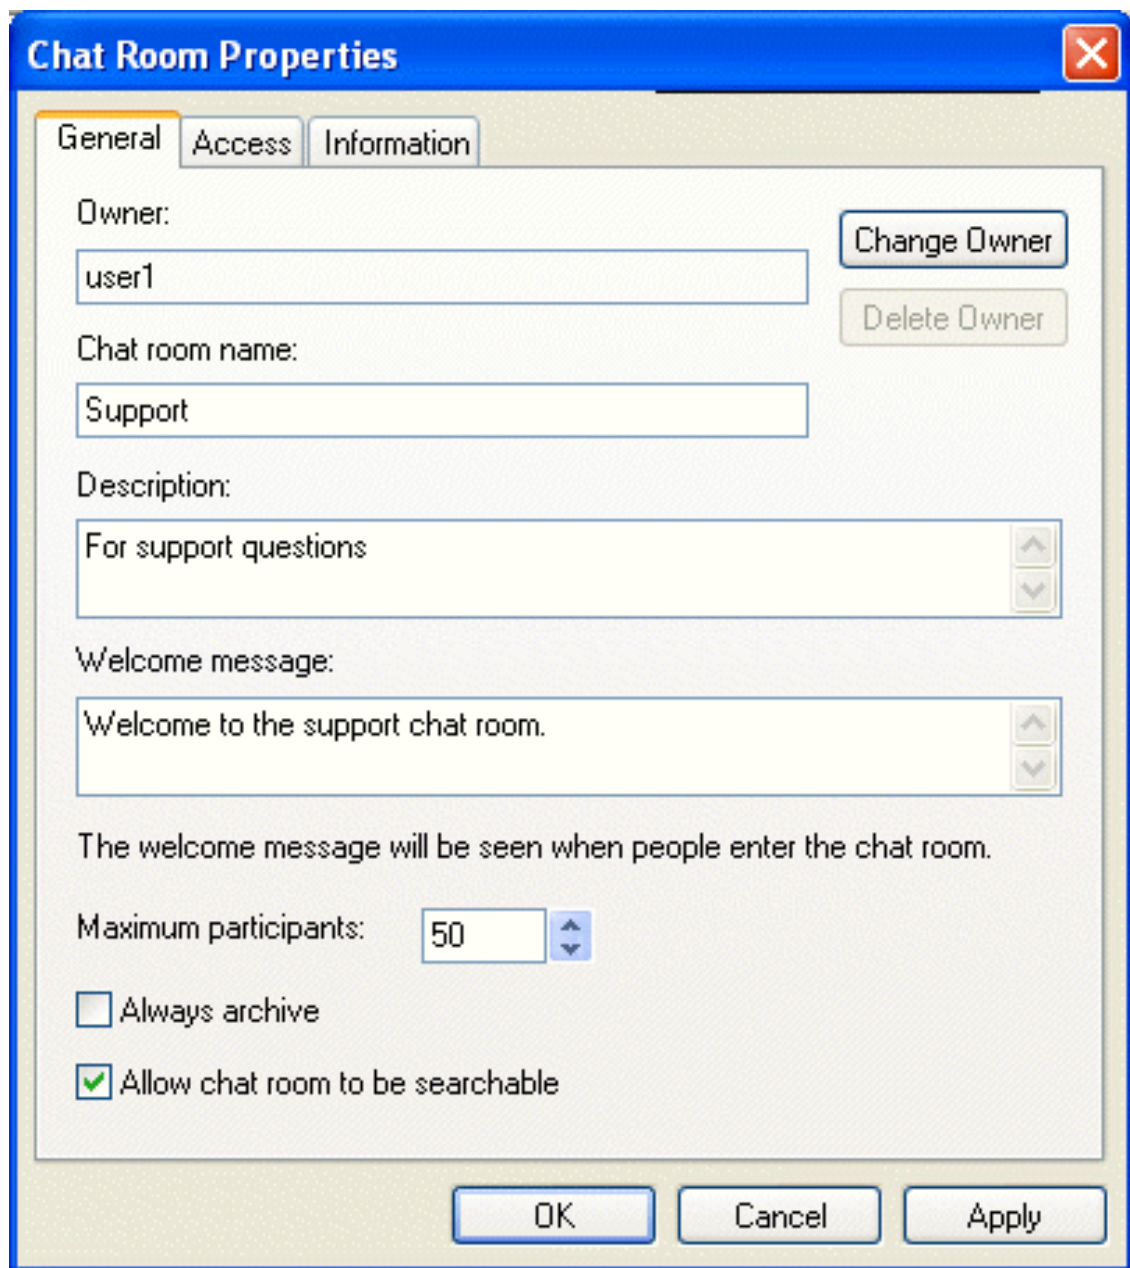 Chat Room Properties
General
Access
Information
Owner:
Change Owner
user1
Delete Owner
Chat room name:
Support
Description:
For support questions
Welcome message:
Welcome to the support chat room.
The welcome message will be seen when people enter the chat room.
Maximum participants:
50
Always archive
Allow chat room to be searchable
OK
Cancel
Apply